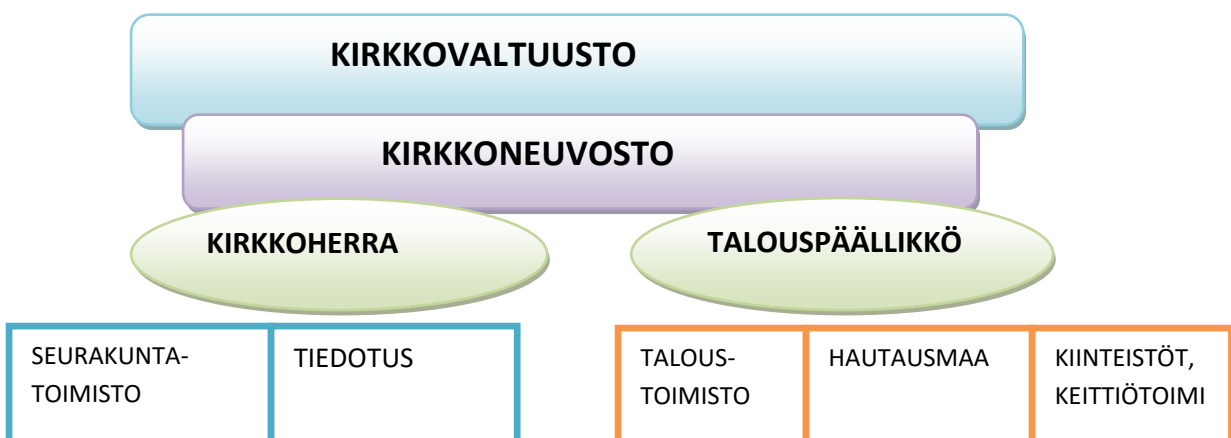 KIRKKOVALTUUSTO
KIRKKONEUVOSTO
KIRKKOHERRA
TALOUSPÄÄLLIKKÖ
SEURAKUNTA-
TOIMISTO
TIEDOTUS
TALOUS-
TOIMISTO
HAUTAUSMAA
KIINTEISTÖT,
KEITTIÖTOIMI